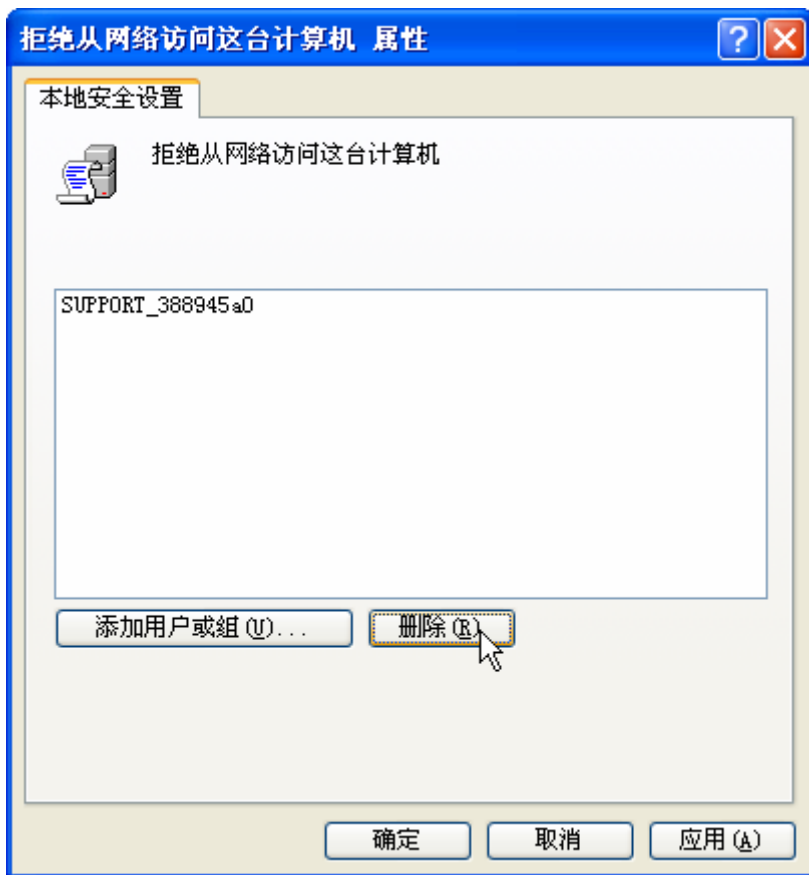 拒绝从网络访问这台计算机 属性
本地安全设置
拒绝从网络访问这台计算机
SUPPORT_388945a0
添加用户或组(U)... 删除(R)
确定 取消 应用(A)